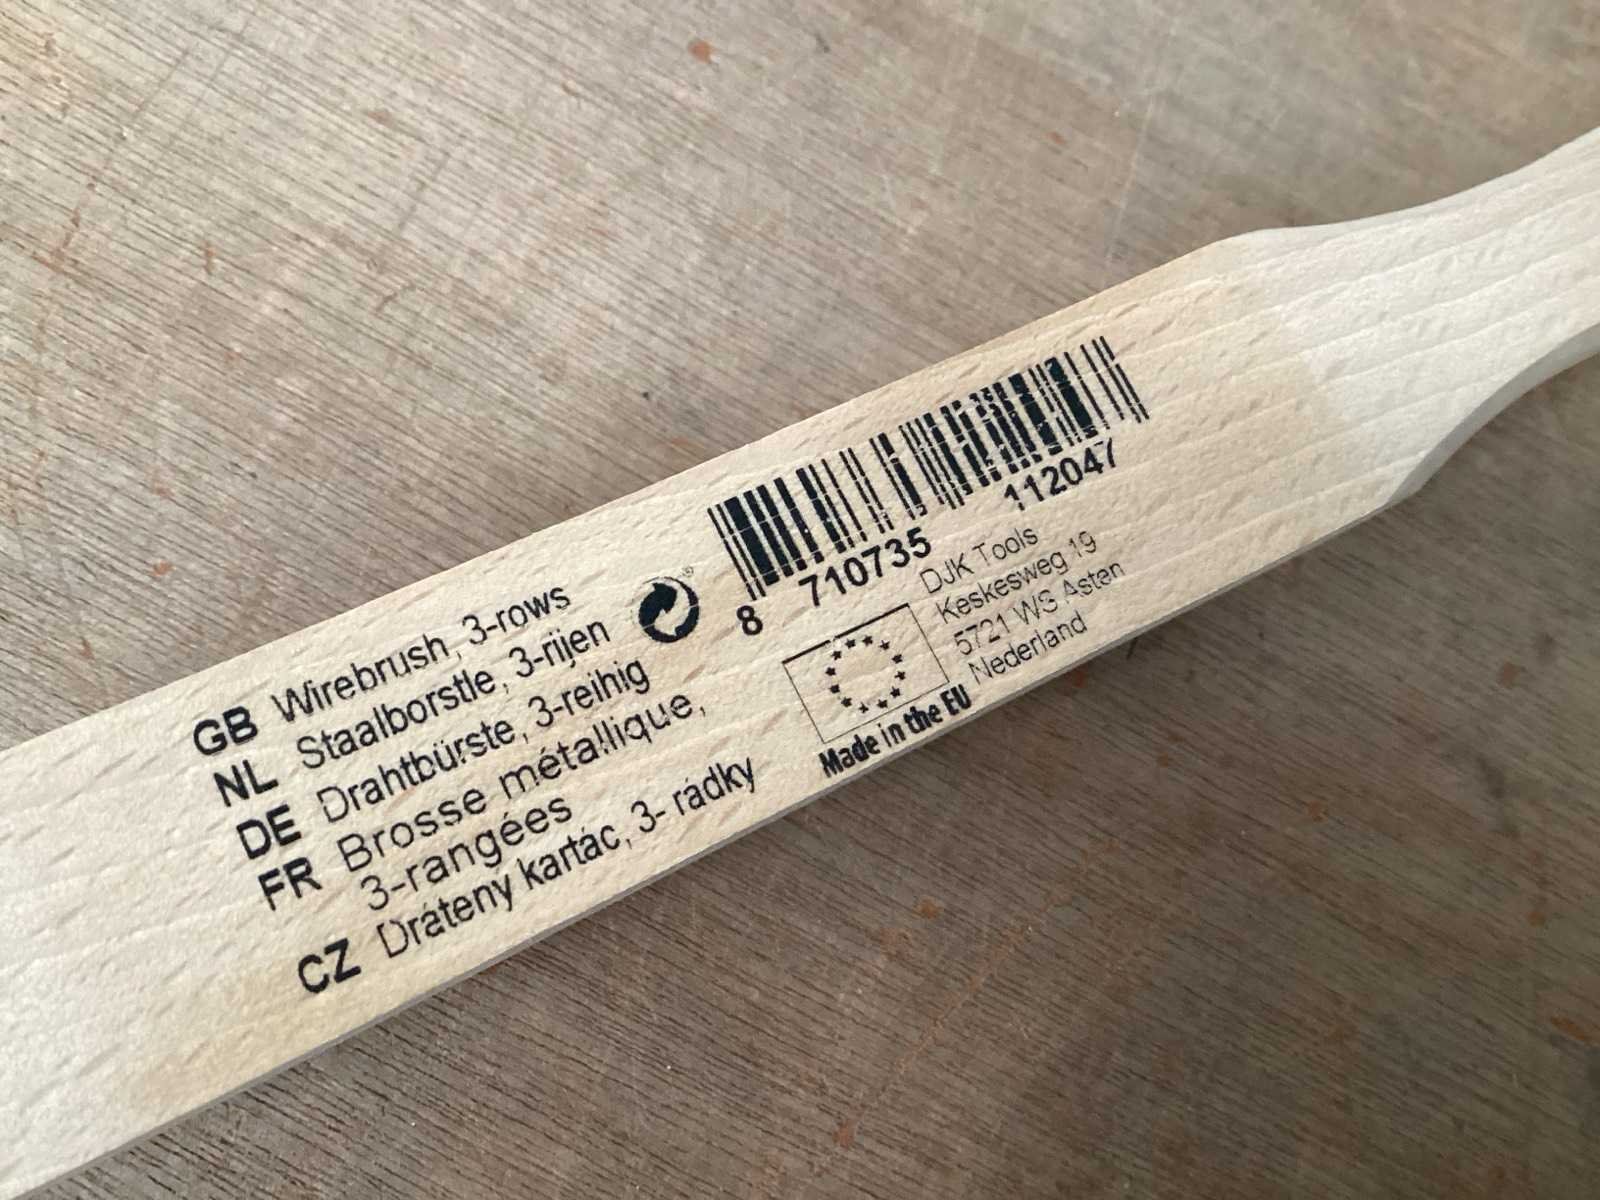 GB Wirebrush, 3-rows
NL Staalborstle, 3-rijen
DE Drahtbürste, 3-reihig
FR Brosse métallique,
3-rangées
CZ Dráteny kartác, 3- rádky
8 710735 112047
DJK Tools
Keskesweg 19
5721 WS Asten
Nederland
Made in the EU